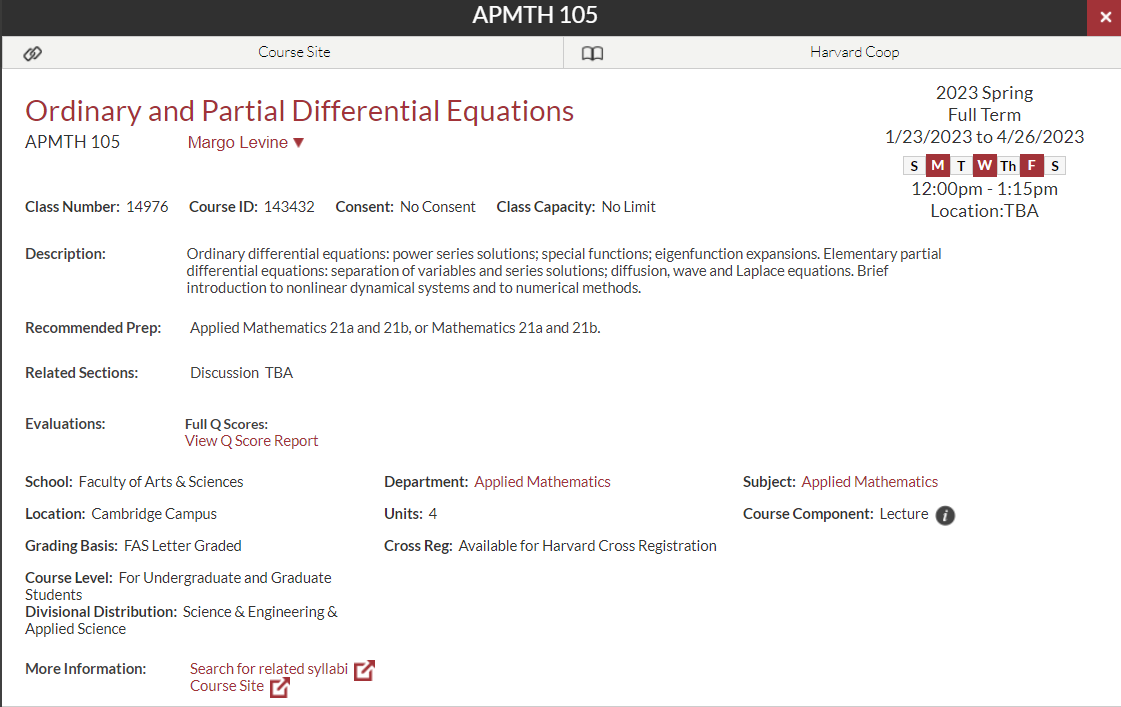 APMTH 105
×
Course Site
Harvard Coop
Ordinary and Partial Differential Equations
APMTH 105 Margo Levine ▼
2023 Spring
Full Term
1/23/2023 to 4/26/2023
S M T W Th F S
12:00pm - 1:15pm
Location:TBA
Class Number: 14976 Course ID: 143432 Consent: No Consent Class Capacity: No Limit
Description: Ordinary differential equations: power series solutions; special functions; eigenfunction expansions. Elementary partial
differential equations: separation of variables and series solutions; diffusion, wave and Laplace equations. Brief
introduction to nonlinear dynamical systems and to numerical methods.
Recommended Prep: Applied Mathematics 21a and 21b, or Mathematics 21a and 21b.
Related Sections: Discussion TBA
Evaluations: Full Q Scores:
View Q Score Report
School: Faculty of Arts & Sciences Department: Applied Mathematics Subject: Applied Mathematics
Location: Cambridge Campus Units: 4 Course Component: Lecture i
Grading Basis: FAS Letter Graded Cross Reg: Available for Harvard Cross Registration
Course Level: For Undergraduate and Graduate
Students
Divisional Distribution: Science & Engineering &
Applied Science
More Information: Search for related syllabi
Course Site